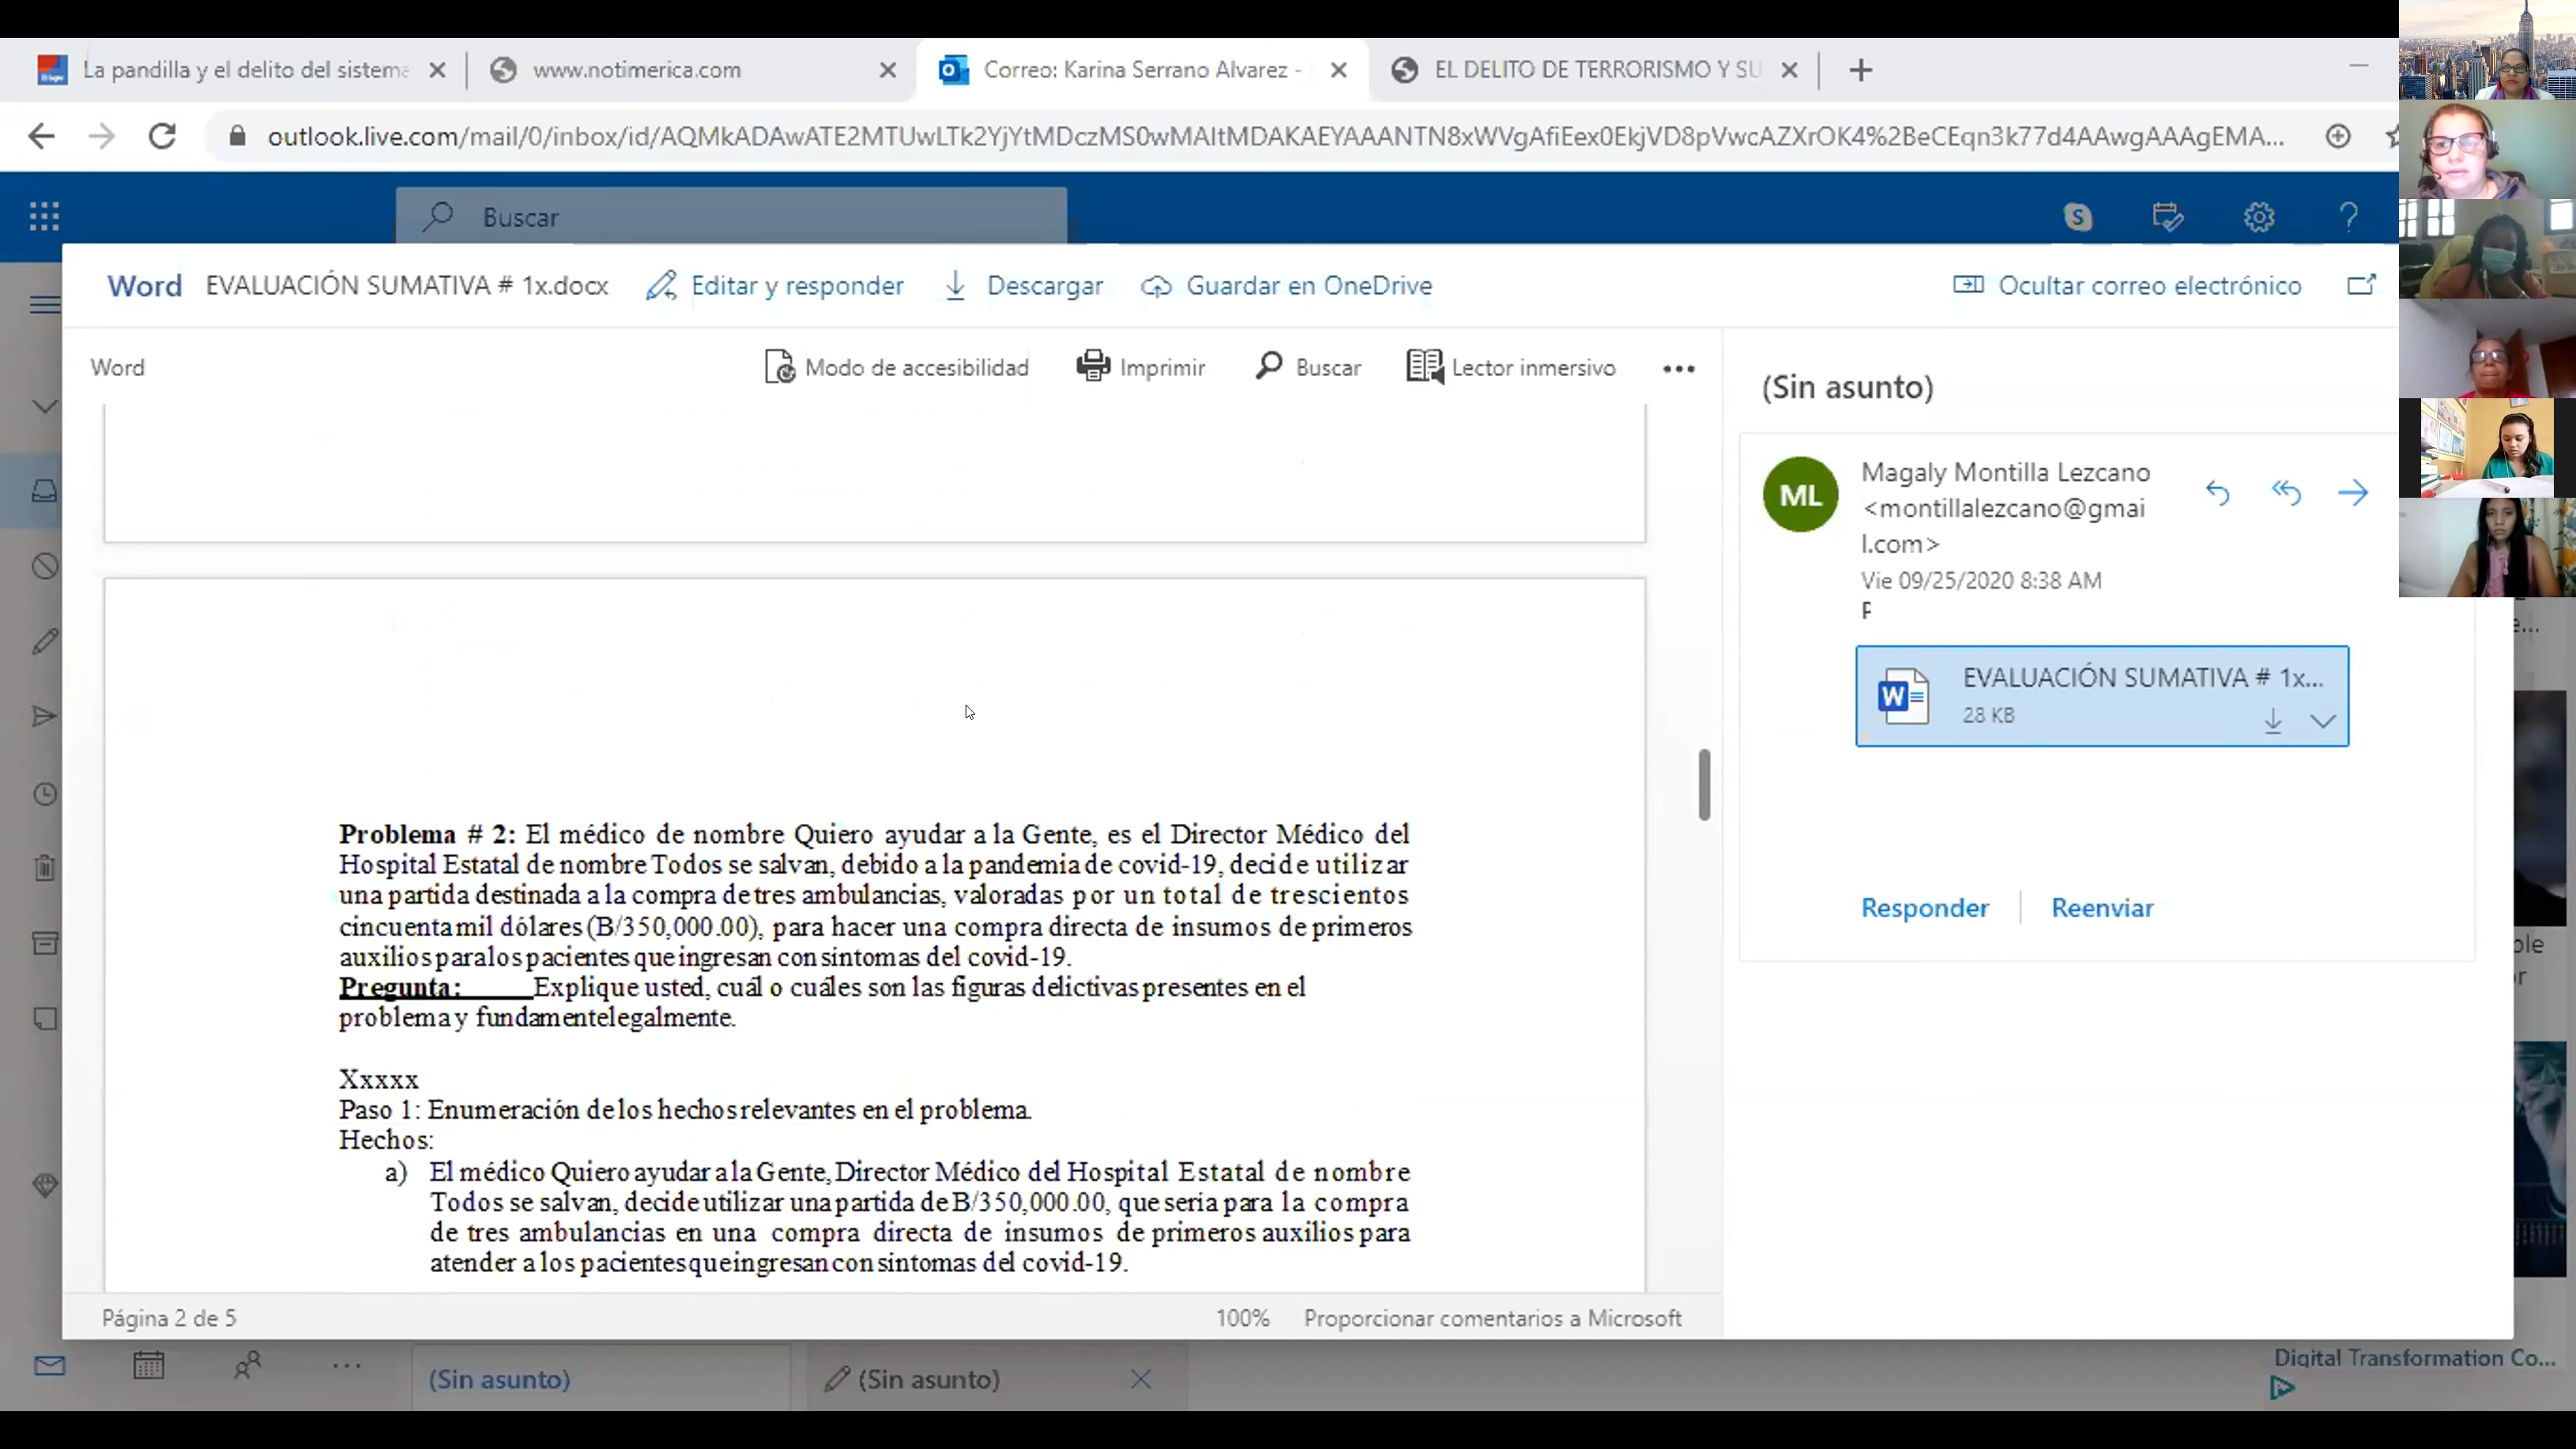 La pandilla y el delito del sistema
www.notimerica.com
Correo: Karina Serrano Alvarez -
EL DELITO DE TERRORISMO Y SU
outlook.live.com/mail/0/inbox/id/AQMkADAwATE2MTUwLTk2YjYtMDczMS0wMAItMDAKAEYAAANTN8xWVgAfiEex0EkjVD8pVwcAZXrOK4%2BeCEqn3k77d4AAwgAAAgEMA...
Buscar
Word EVALUACIÓN SUMATIVA # 1x.docx Editar y responder Descargar Guardar en OneDrive Ocultar correo electrónico
Word Modo de accesibilidad Imprimir Buscar Lector inmersivo
Problema # 2: El médico de nombre Quiero ayudar a la Gente, es el Director Médico del
Hospital Estatal de nombre Todos se salvan, debido a la pandemia de covid-19, decide utilizar
una partida destinada a la compra de tres ambulancias, valoradas por un total de trescientos
cincuenta mil dólares (B/350,000.00), para hacer una compra directa de insumos de primeros
auxilios para los pacientes que ingresan con sintomas del covid-19.
Pregunta: Explique usted, cuál o cuáles son las figuras delictivas presentes en el
problema y fundamente legalmente.
Xxxxx
Paso 1: Enumeración de los hechos relevantes en el problema.
Hechos:
a) El médico Quiero ayudar a la Gente, Director Médico del Hospital Estatal de nombre
Todos se salvan, decide utilizar una partida de B/350,000.00, que seria para la compra
de tres ambulancias en una compra directa de insumos de primeros auxilios para
atender a los pacientes que ingresan con sintomas del covid-19.
Página 2 de 5
100% Proporcionar comentarios a Microsoft
(Sin asunto)
ML
Magaly Montilla Lezcano
<montillalezcano@gmai
l.com>
Vie 09/25/2020 8:38 AM
P
EVALUACIÓN SUMATIVA # 1x...
28 KB
Responder Reenviar
(Sin asunto)
(Sin asunto)
Digital Transformation Co...